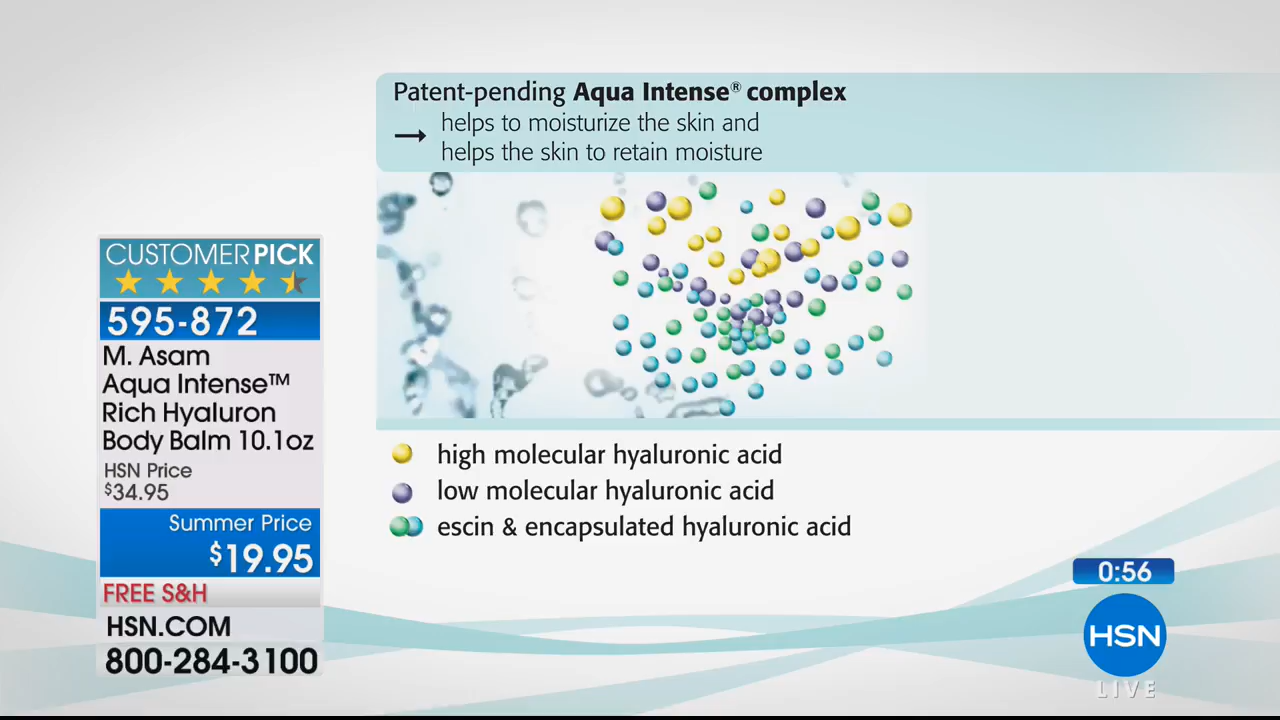 Patent-pending Aqua Intense® complex
→ helps to moisturize the skin and
helps the skin to retain moisture
CUSTOMER PICK
595-872
M. Asam
Aqua Intense™
Rich Hyaluron
Body Balm 10.1oz
HSN Price
$34.95
Summer Price
$19.95
FREE S&H
HSN.COM
800-284-3100
high molecular hyaluronic acid
low molecular hyaluronic acid
escin & encapsulated hyaluronic acid
0:56
HSN
LIVE